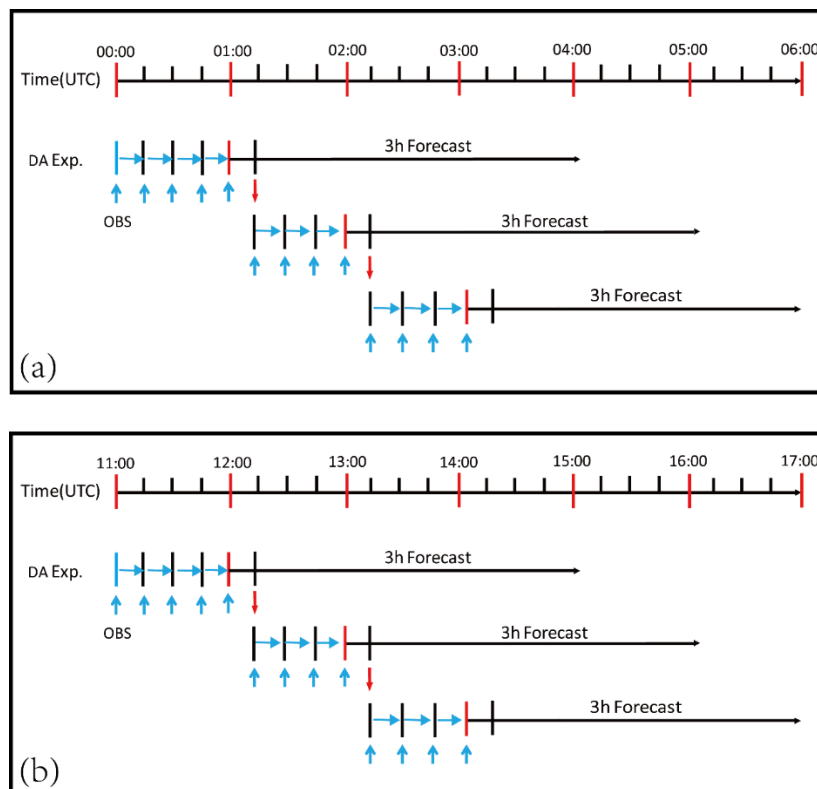 00:00 01:00 02:00 03:00 04:00 05:00 06:00
Time(UTC)
DA Exp.
3h Forecast
OBS
3h Forecast
3h Forecast
(a)
11:00 12:00 13:00 14:00 15:00 16:00 17:00
Time(UTC)
DA Exp.
3h Forecast
OBS
3h Forecast
3h Forecast
(b)